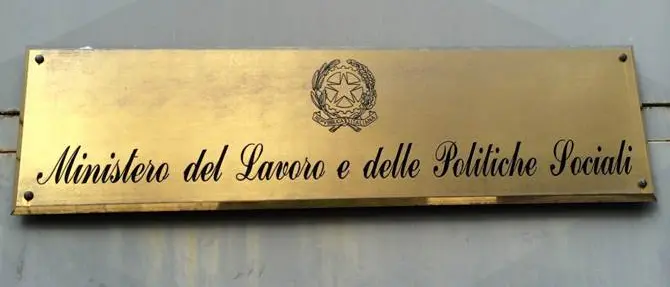 Ministero del Lavoro e delle Politiche Sociali